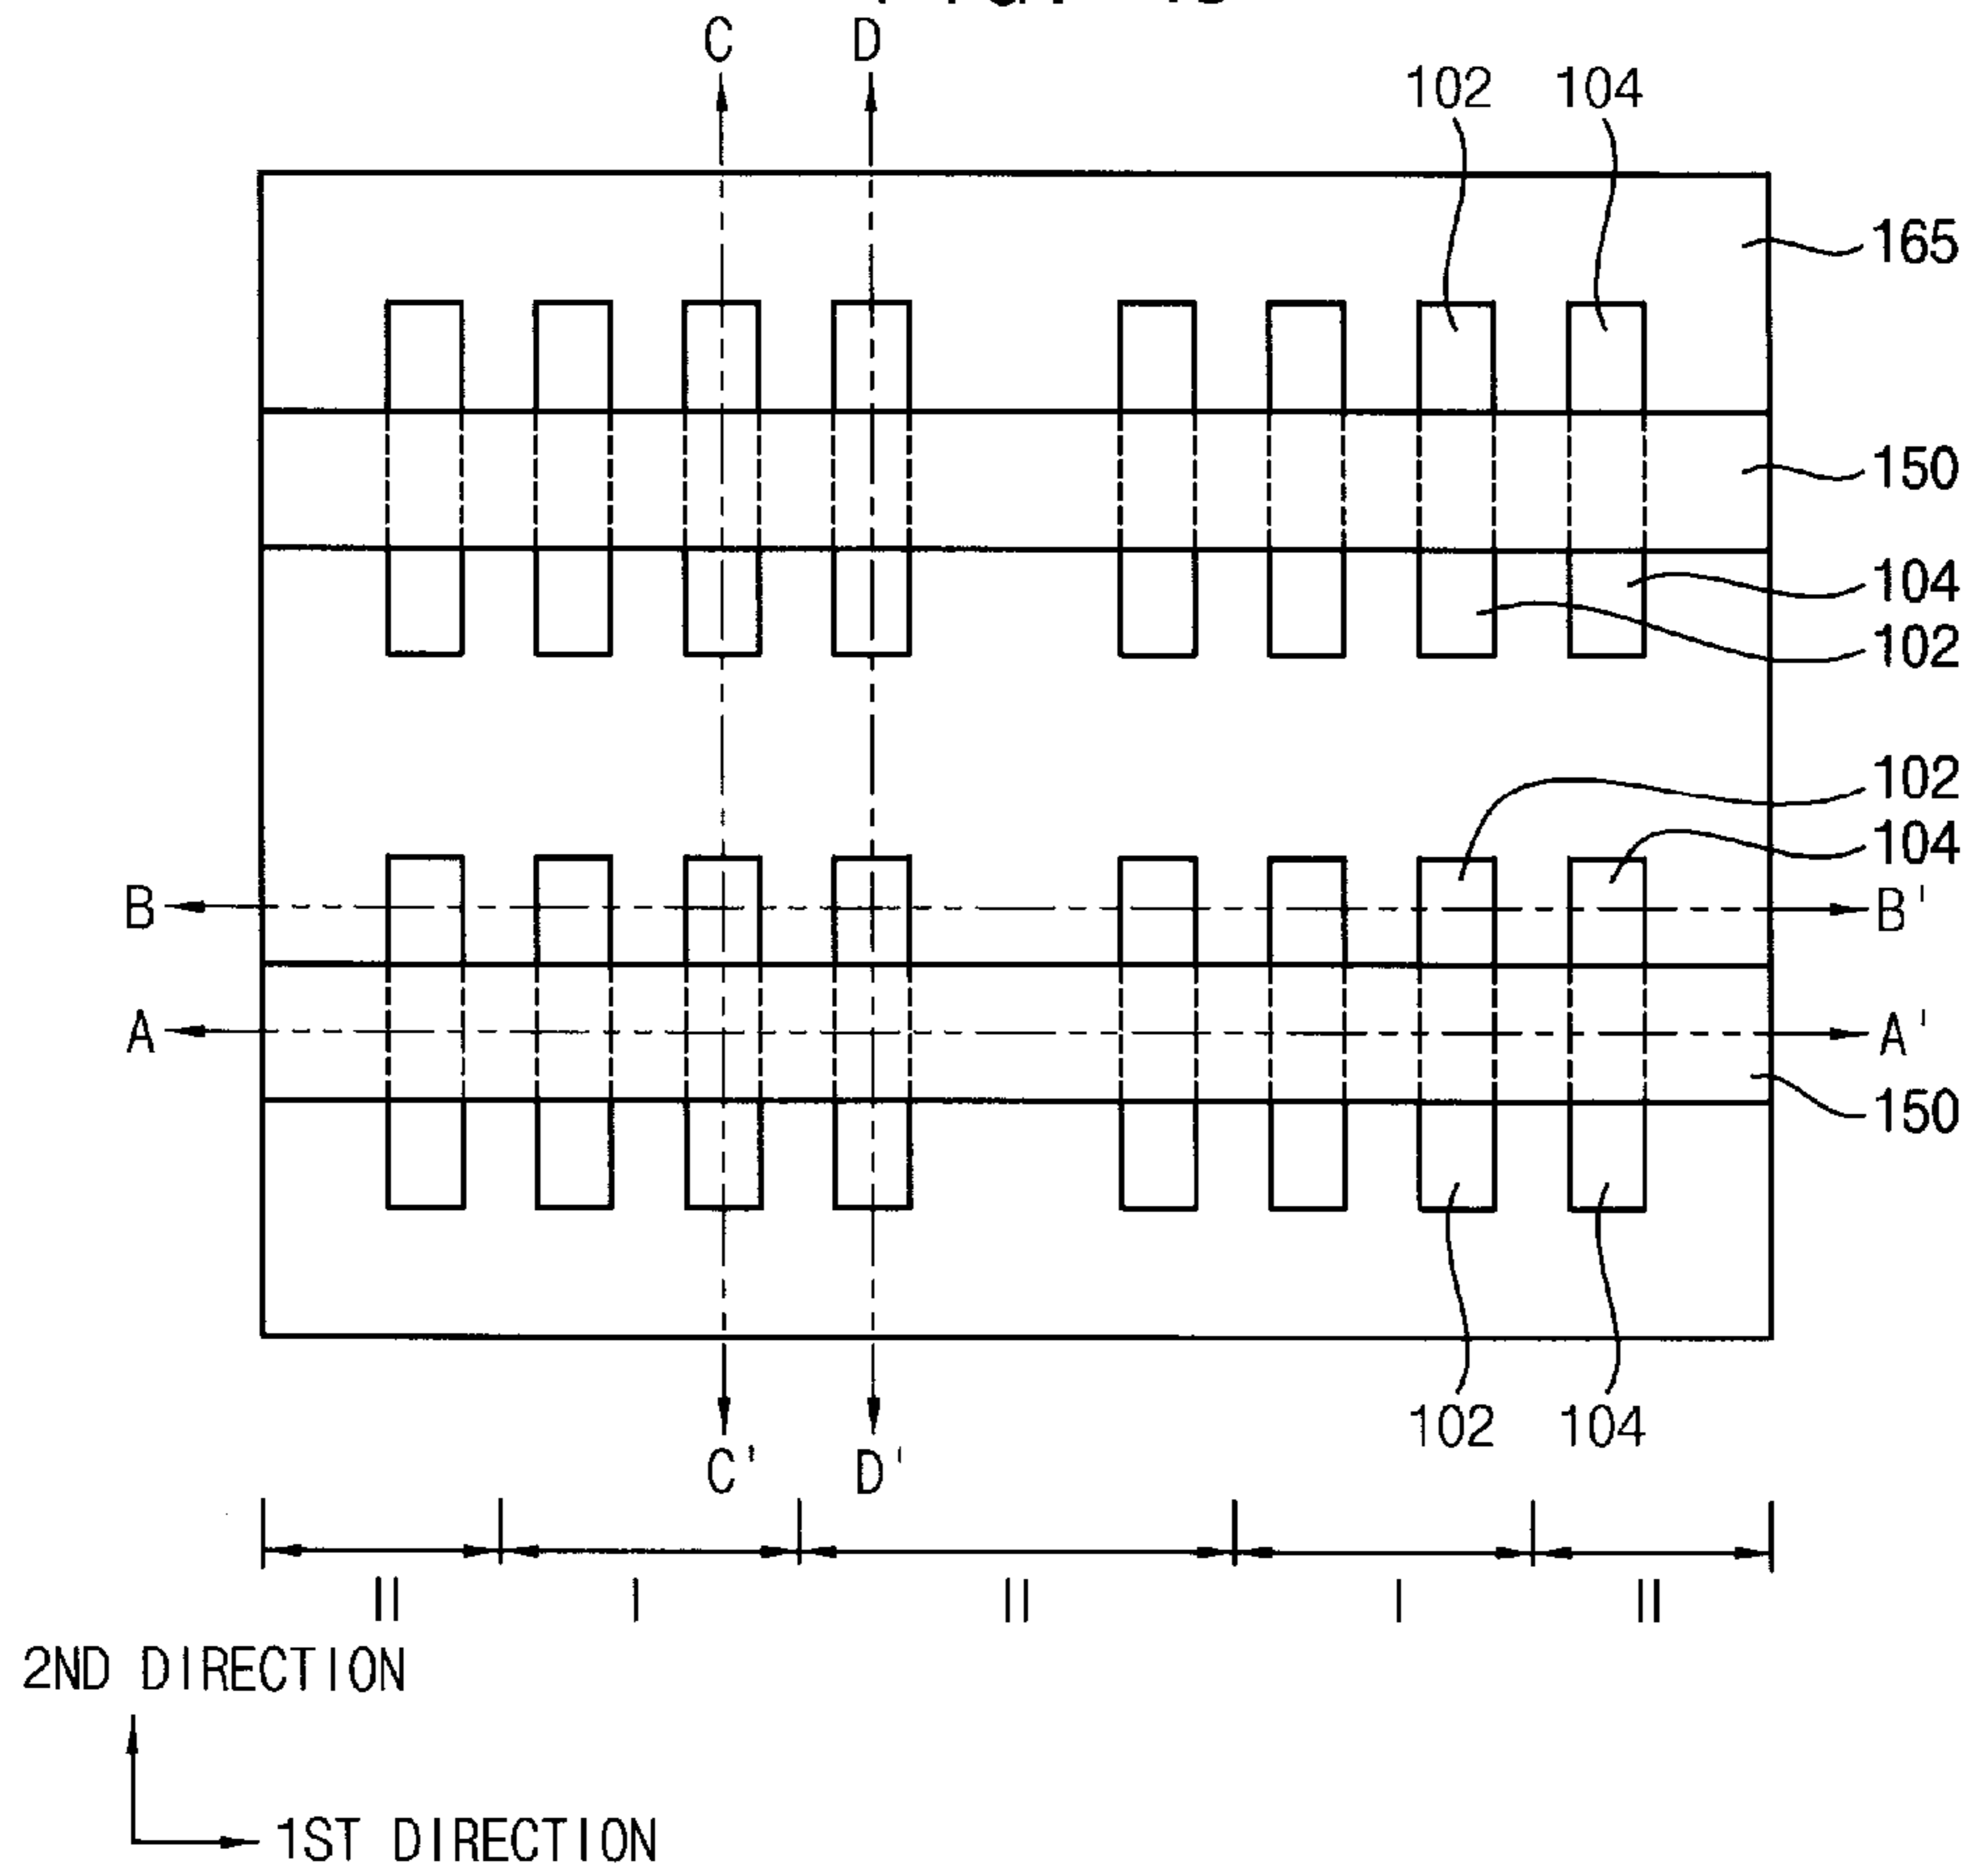 C D
102 104
165
150
104
102
102
104
B B'
A A'
150
102 104
C' D'
II I II I II
2ND DIRECTION
1ST DIRECTION